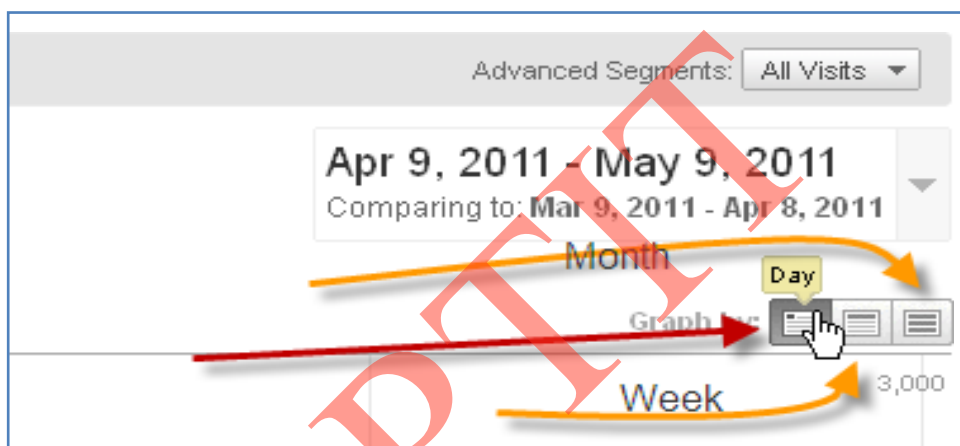 Advanced Segments: All Visits
Apr 9, 2011 - May 9, 2011
Comparing to: Mar 9, 2011 - Apr 8, 2011
Month
Day
Graph by:
3,000
Week
PTIT